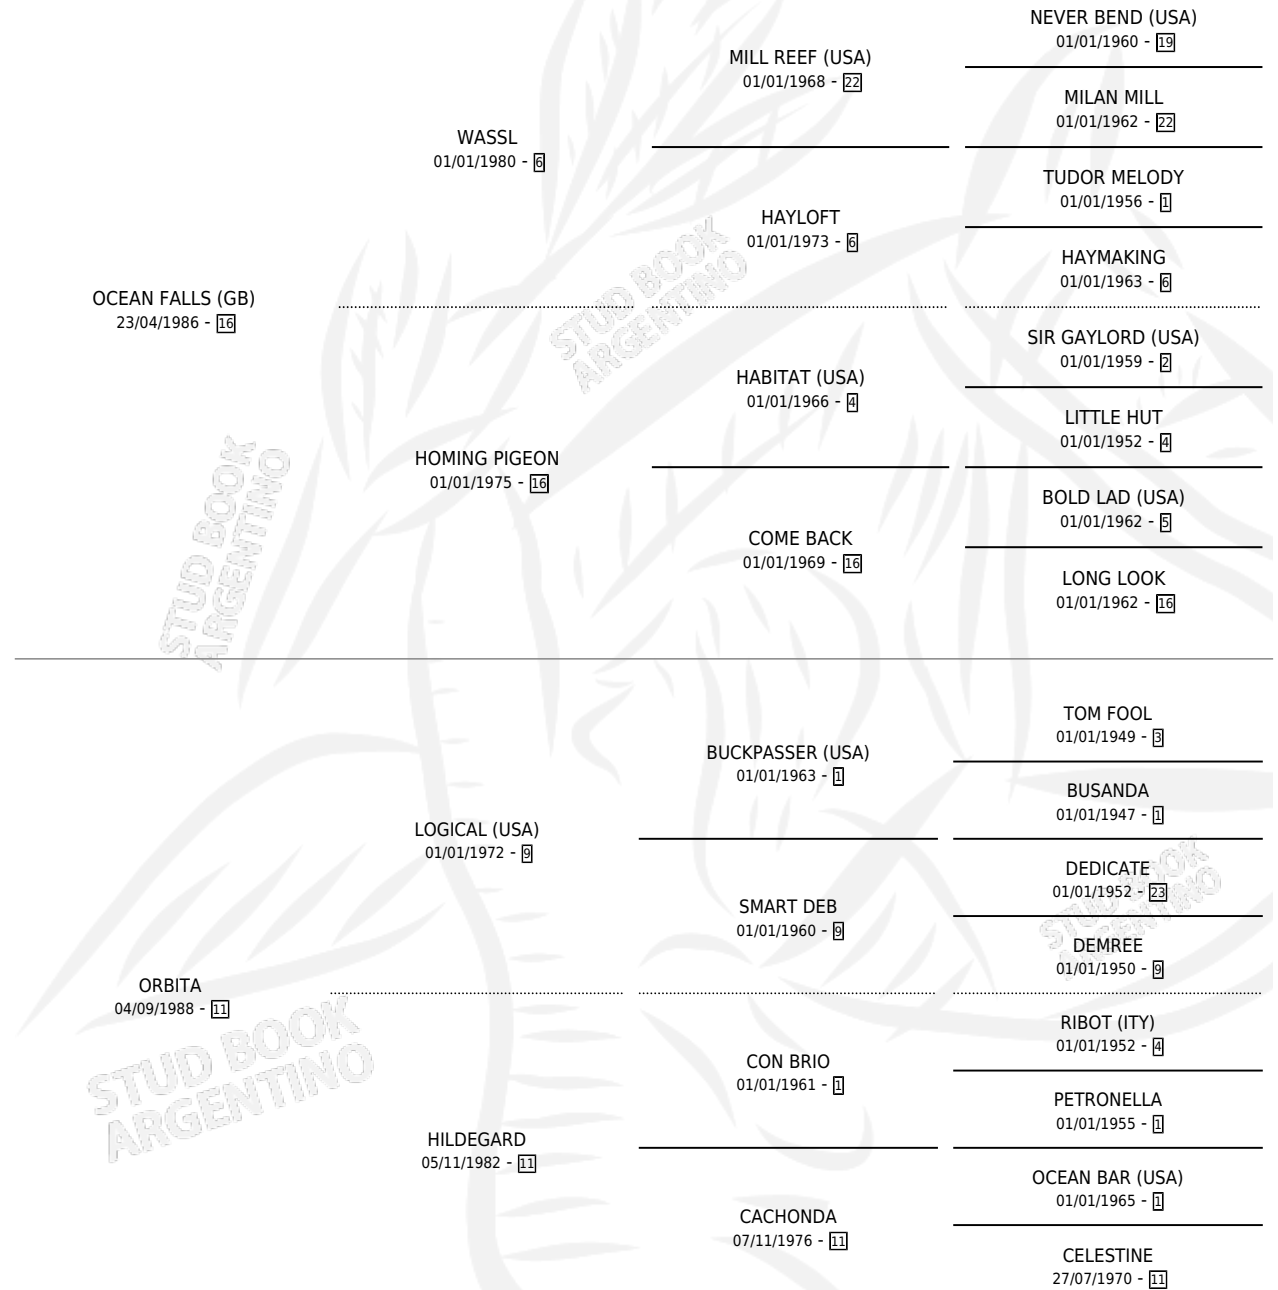 NEVER BEND (USA)
01/01/1960 - 19
MILL REEF (USA)
01/01/1968 - 22
MILAN MILL
01/01/1962 - 22
WASSL
01/01/1980 - 6
TUDOR MELODY
01/01/1956 - 1
HAYLOFT
01/01/1973 - 6
HAYMAKING
01/01/1963 - 6
OCEAN FALLS (GB)
23/04/1986 - 16
SIR GAYLORD (USA)
01/01/1959 - 2
HABITAT (USA)
01/01/1966 - 4
LITTLE HUT
01/01/1952 - 4
HOMING PIGEON
01/01/1975 - 16
BOLD LAD (USA)
01/01/1962 - 5
COME BACK
01/01/1969 - 16
LONG LOOK
01/01/1962 - 16
TOM FOOL
01/01/1949 - 3
BUCKPASSER (USA)
01/01/1963 - 1
BUSANDA
01/01/1947 - 1
LOGICAL (USA)
01/01/1972 - 9
DEDICATE
01/01/1952 - 23
SMART DEB
01/01/1960 - 9
DEMREE
01/01/1950 - 9
ORBITA
04/09/1988 - 11
RIBOT (ITY)
01/01/1952 - 4
CON BRIO
01/01/1961 - 1
PETRONELLA
01/01/1955 - 1
HILDEGARD
05/11/1982 - 11
OCEAN BAR (USA)
01/01/1965 - 1
CACHONDA
07/11/1976 - 11
CELESTINE
27/07/1970 - 11
STUD BOOK
ARGENTINO
STUD BOOK
ARGENTINO
STUD BOOK
ARGENTINO
STUD BOOK
ARGENTINO